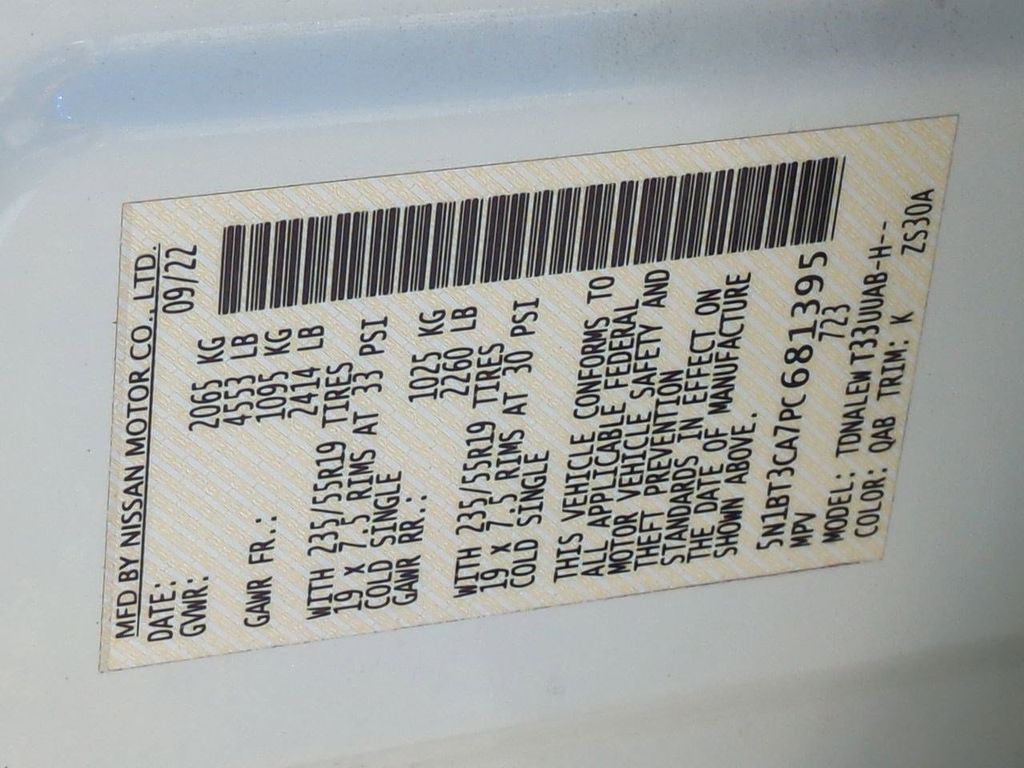 MFD BY NISSAN MOTOR CO., LTD.
DATE: 09/22
GVWR: 2065 KG
4553 LB
GAWR FR.: 1095 KG
2414 LB
WITH 235/55R19 TIRES
19 x 7.5 RIMS AT 33 PSI
COLD SINGLE
GAWR RR.: 1025 KG
2260 LB
WITH 235/55R19 TIRES
19 x 7.5 RIMS AT 30 PSI
COLD SINGLE
THIS VEHICLE CONFORMS TO
ALL APPLICABLE FEDERAL
MOTOR VEHICLE SAFETY AND
THEFT PREVENTION
STANDARDS IN EFFECT ON
THE DATE OF MANUFACTURE
SHOWN ABOVE.
5N1BT3CA7PC681395
MPV 723
MODEL: TDNALEW T33UUAB-H--
COLOR: QAB TRIM: K ZS30A